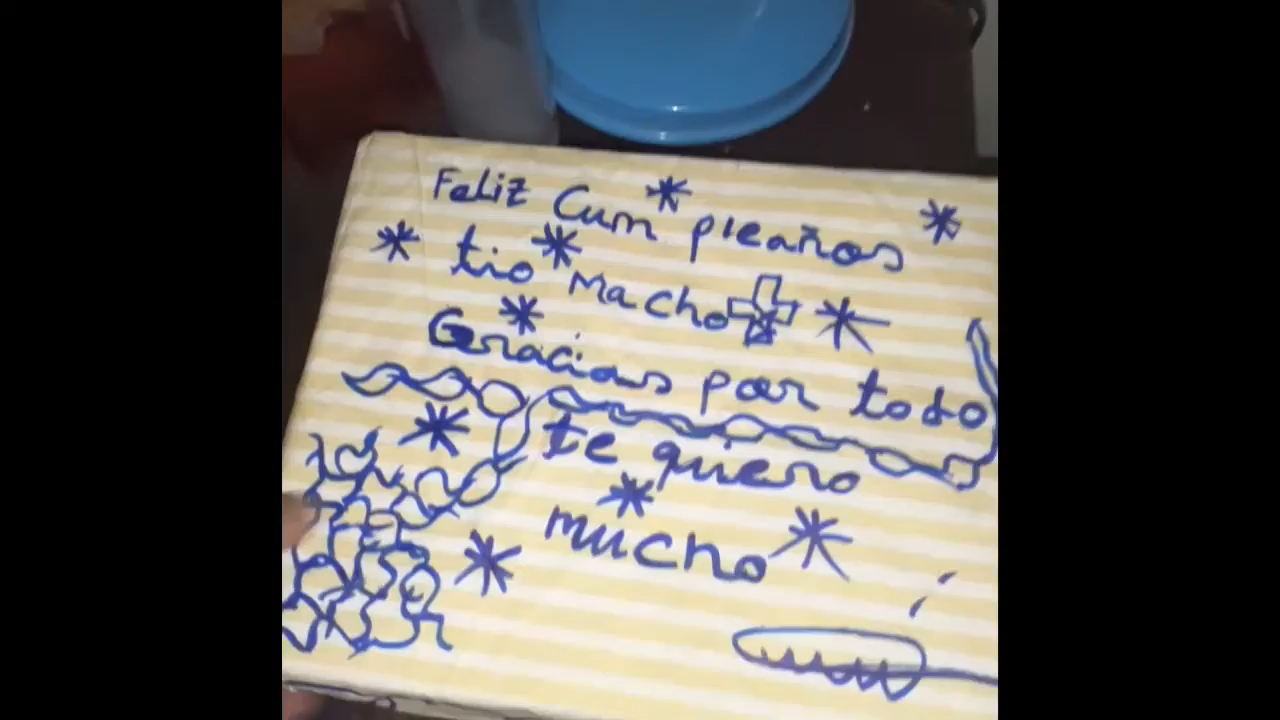 Feliz Cumpleaños
tio Macho
Gracias por todo
te quiero
mucho